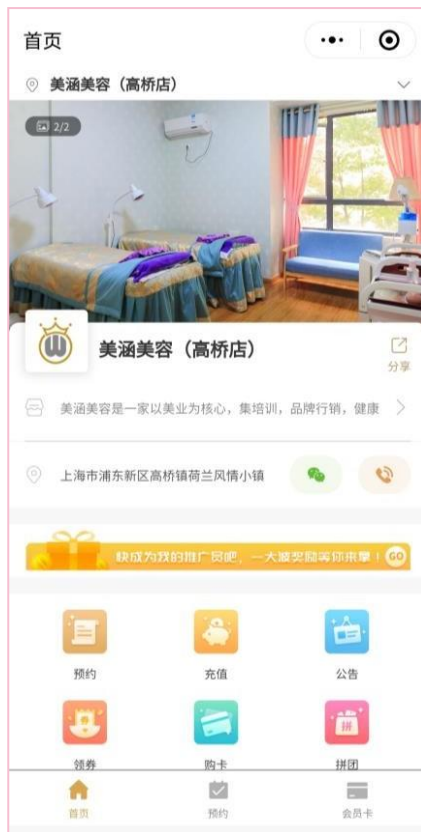 首页
美涵美容（高桥店）
2/2
美涵美容（高桥店）
分享
美涵美容是一家以美业为核心，集培训，品牌行销，健康
上海市浦东新区高桥镇荷兰风情小镇
快成为我的推广员吧，一大波奖励等你来拿！GO
预约
充值
公告
领券
购卡
拼
拼团
首页
预约
会员卡